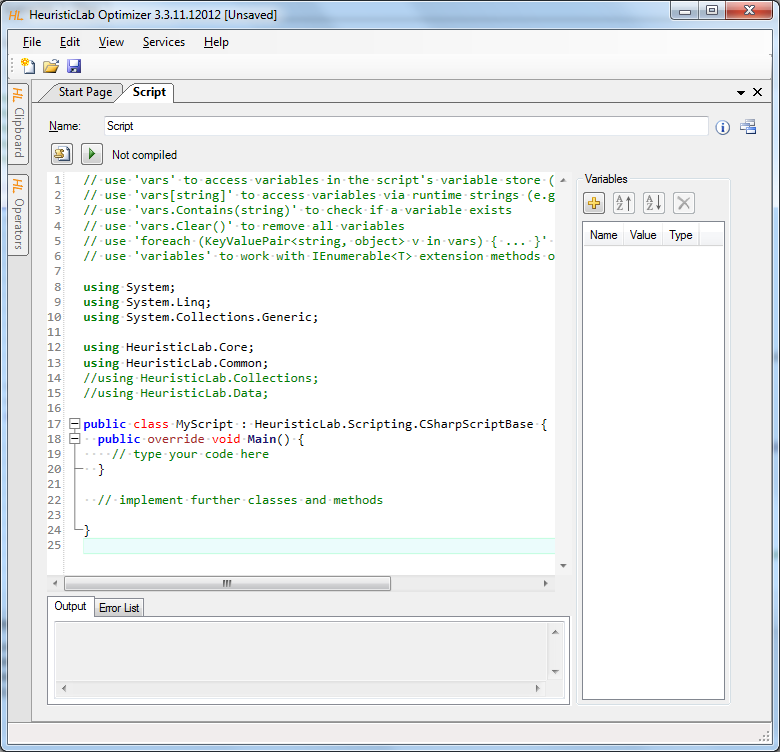 HL HeuristicLab Optimizer 3.3.11.12012 [Unsaved]
File Edit View Services Help
HL Clipboard
HL Operators
Start Page Script
Name: Script
Not compiled
1 // use 'vars' to access variables in the script's variable store (
2 // use 'vars[string]' to access variables via runtime strings (e.g
3 // use 'vars.Contains(string)' to check if a variable exists
4 // use 'vars.Clear()' to remove all variables
5 // use 'foreach (KeyValuePair<string, object> v in vars) { ... }'
6 // use 'variables' to work with IEnumerable<T> extension methods o
7
8 using System;
9 using System.Linq;
10 using System.Collections.Generic;
11
12 using HeuristicLab.Core;
13 using HeuristicLab.Common;
14 //using HeuristicLab.Collections;
15 //using HeuristicLab.Data;
16
17 public class MyScript : HeuristicLab.Scripting.CSharpScriptBase {
18 public override void Main() {
19 // type your code here
20 }
21
22 // implement further classes and methods
23
24 }
25
Output Error List
Variables
A Z A Z
Name Value Type